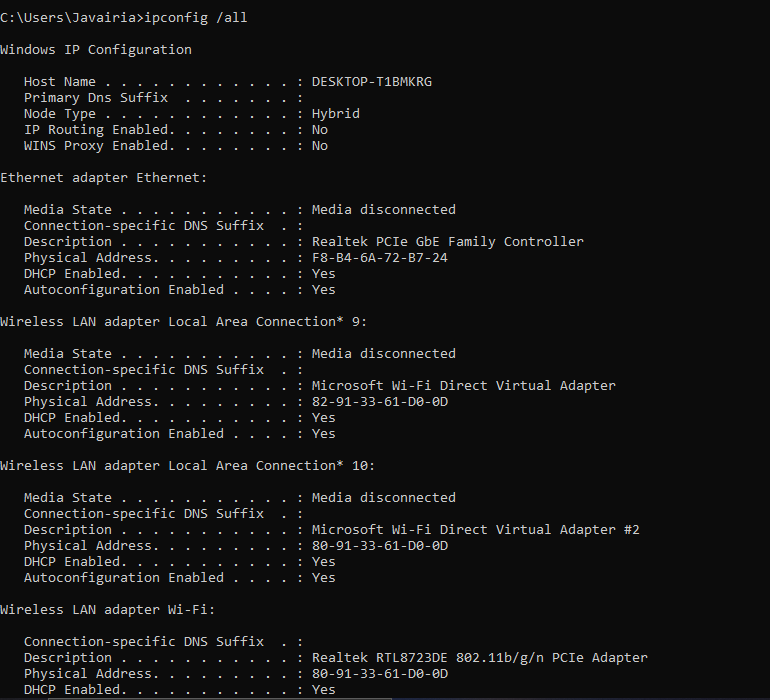 C:\Users\Javairia>ipconfig /all
Windows IP Configuration
Host Name . . . . . . . . . . . . : DESKTOP-T1BMKRG
Primary Dns Suffix  . . . . . . . :
Node Type . . . . . . . . . . . . : Hybrid
IP Routing Enabled. . . . . . . . : No
WINS Proxy Enabled. . . . . . . . : No
Ethernet adapter Ethernet:
Media State . . . . . . . . . . . : Media disconnected
Connection-specific DNS Suffix  . :
Description . . . . . . . . . . . : Realtek PCIe GbE Family Controller
Physical Address. . . . . . . . . : F8-B4-6A-72-B7-24
DHCP Enabled. . . . . . . . . . . : Yes
Autoconfiguration Enabled . . . . : Yes
Wireless LAN adapter Local Area Connection* 9:
Media State . . . . . . . . . . . : Media disconnected
Connection-specific DNS Suffix  . :
Description . . . . . . . . . . . : Microsoft Wi-Fi Direct Virtual Adapter
Physical Address. . . . . . . . . : 82-91-33-61-D0-0D
DHCP Enabled. . . . . . . . . . . : Yes
Autoconfiguration Enabled . . . . : Yes
Wireless LAN adapter Local Area Connection* 10:
Media State . . . . . . . . . . . : Media disconnected
Connection-specific DNS Suffix  . :
Description . . . . . . . . . . . : Microsoft Wi-Fi Direct Virtual Adapter #2
Physical Address. . . . . . . . . : 80-91-33-61-D0-0D
DHCP Enabled. . . . . . . . . . . : Yes
Autoconfiguration Enabled . . . . : Yes
Wireless LAN adapter Wi-Fi:
Connection-specific DNS Suffix  . :
Description . . . . . . . . . . . : Realtek RTL8723DE 802.11b/g/n PCIe Adapter
Physical Address. . . . . . . . . : 80-91-33-61-D0-0D
DHCP Enabled. . . . . . . . . . . : Yes